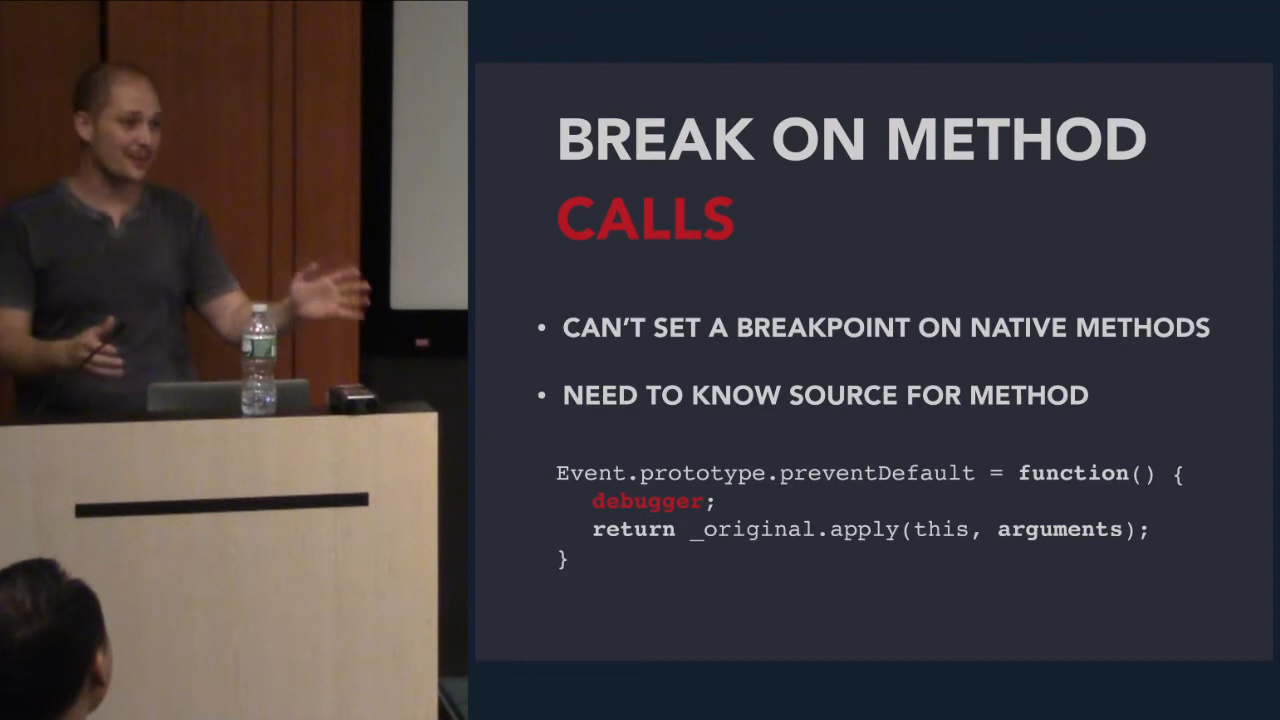 BREAK ON METHOD
CALLS
• CAN'T SET A BREAKPOINT ON NATIVE METHODS
• NEED TO KNOW SOURCE FOR METHOD
Event.prototype.preventDefault = function() {
debugger;
return _original.apply(this, arguments);
}